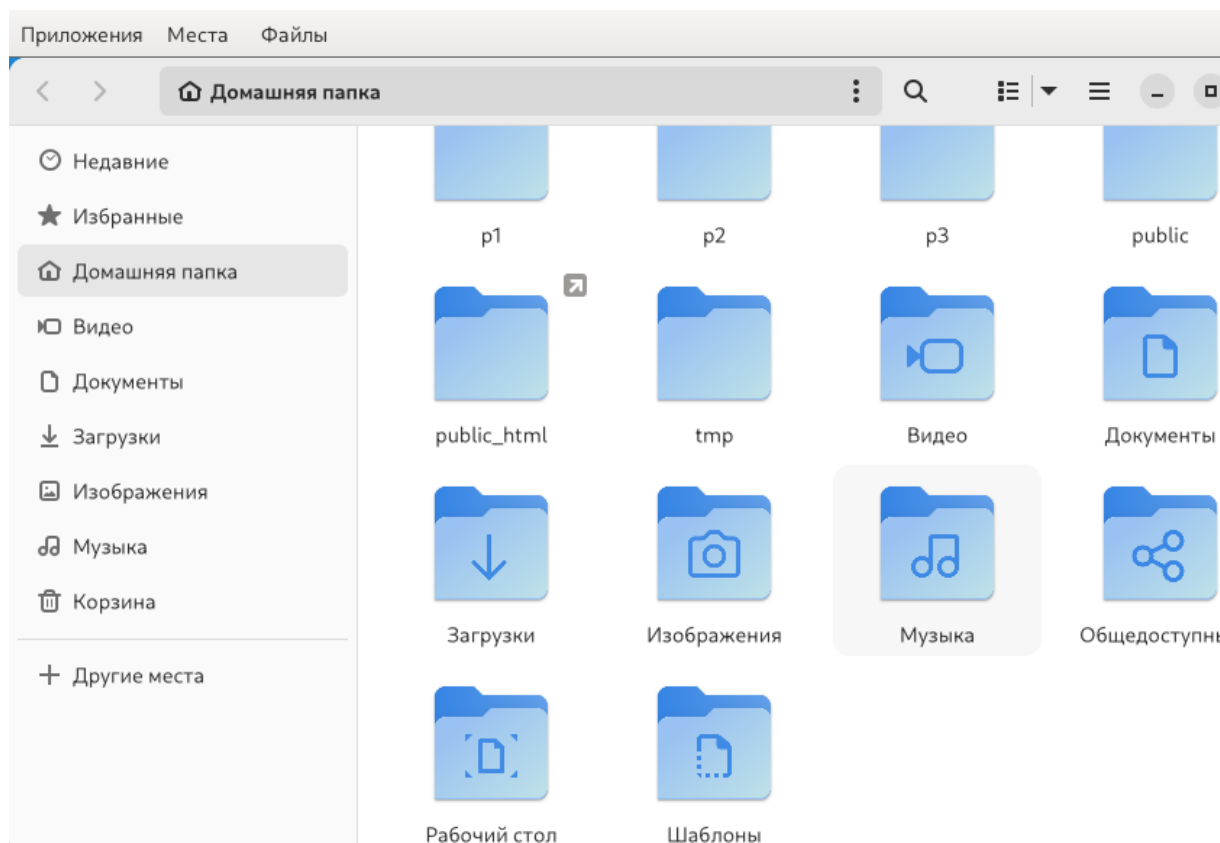 Приложения Места Файлы
Домашняя папка
Недавние
Избранные
Домашняя папка
Видео
Документы
Загрузки
Изображения
Музыка
Корзина
Другие места
p1 p2 p3 public
public_html tmp Видео Документы
Загрузки Изображения Музыка Общедоступны
Рабочий стол Шаблоны